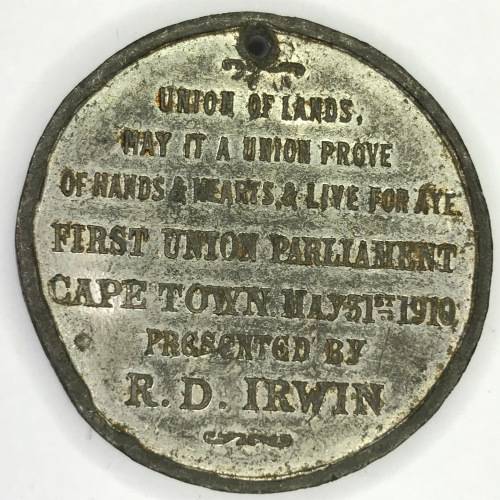 UNION OF LANDS,
MAY IT A UNION PROVE
OF HANDS & HEARTS, & LIVE FOR AYE.
FIRST UNION PARLIAMENT
CAPE TOWN. MAY 31ST 1910.
PRESENTED BY
R. D. IRWIN